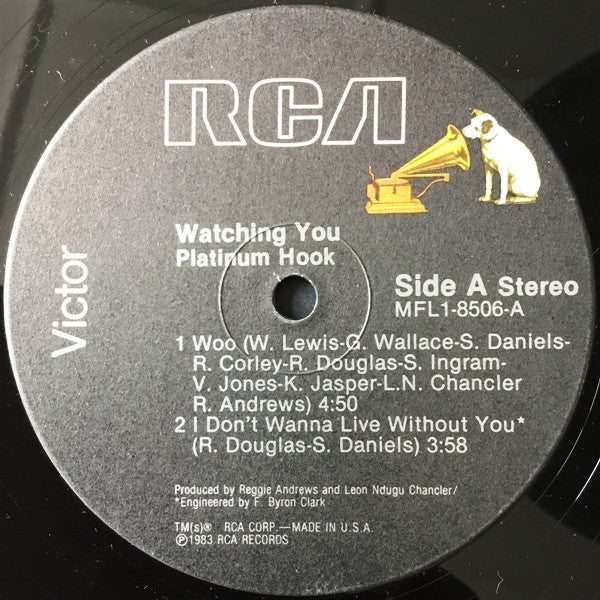 RCA
Victor
Watching You
Platinum Hook
Side A Stereo
MFL1-8506-A
1 Woo (W. Lewis-G. Wallace-S. Daniels-
R. Corley-R. Douglas-S. Ingram-
V. Jones-K. Jasper-L.N. Chancler
R. Andrews) 4:50
2 I Don't Wanna Live Without You*
(R. Douglas-S. Daniels) 3:58
Produced by Reggie Andrews and Leon Ndugu Chancler/
*Engineered by F. Byron Clark
TM(s)® RCA CORP.—MADE IN U.S.A.
℗1983 RCA RECORDS